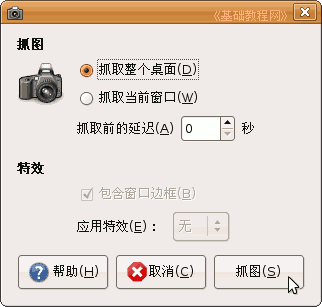 《基础教程网》
抓图
抓取整个桌面(D)
抓取当前窗口(W)
抓取前的延迟(A) 0 秒
特效
包含窗口边框(B)
应用特效(E)： 无
帮助(H) 取消(C) 抓图(S)